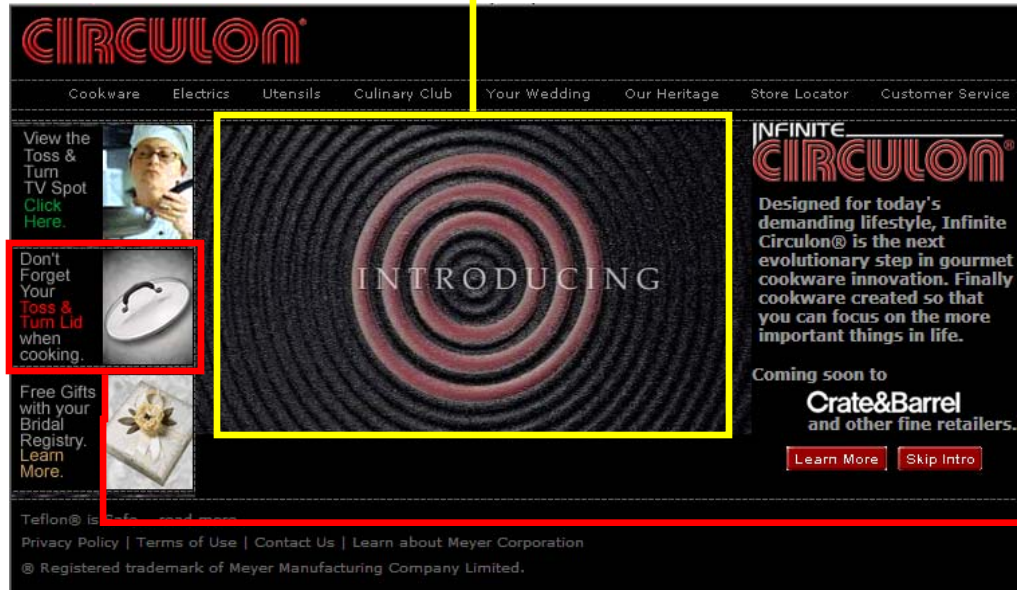 CIRCULON®
Cookware Electrics Utensils Culinary Club Your Wedding Our Heritage Store Locator Customer Service
View the
Toss &
Turn
TV Spot
Click
Here.
Don't
Forget
Your
Toss &
Turn Lid
when
cooking.
Free Gifts
with your
Bridal
Registry.
Learn
More.
INTRODUCING
INFINITE
CIRCULON®
Designed for today's
demanding lifestyle, Infinite
Circulon® is the next
evolutionary step in gourmet
cookware innovation. Finally
cookware created so that
you can focus on the more
important things in life.
Coming soon to
Crate&Barrel
and other fine retailers.
Learn More Skip Intro
Teflon® is Safe... read more
Privacy Policy | Terms of Use | Contact Us | Learn about Meyer Corporation
® Registered trademark of Meyer Manufacturing Company Limited.